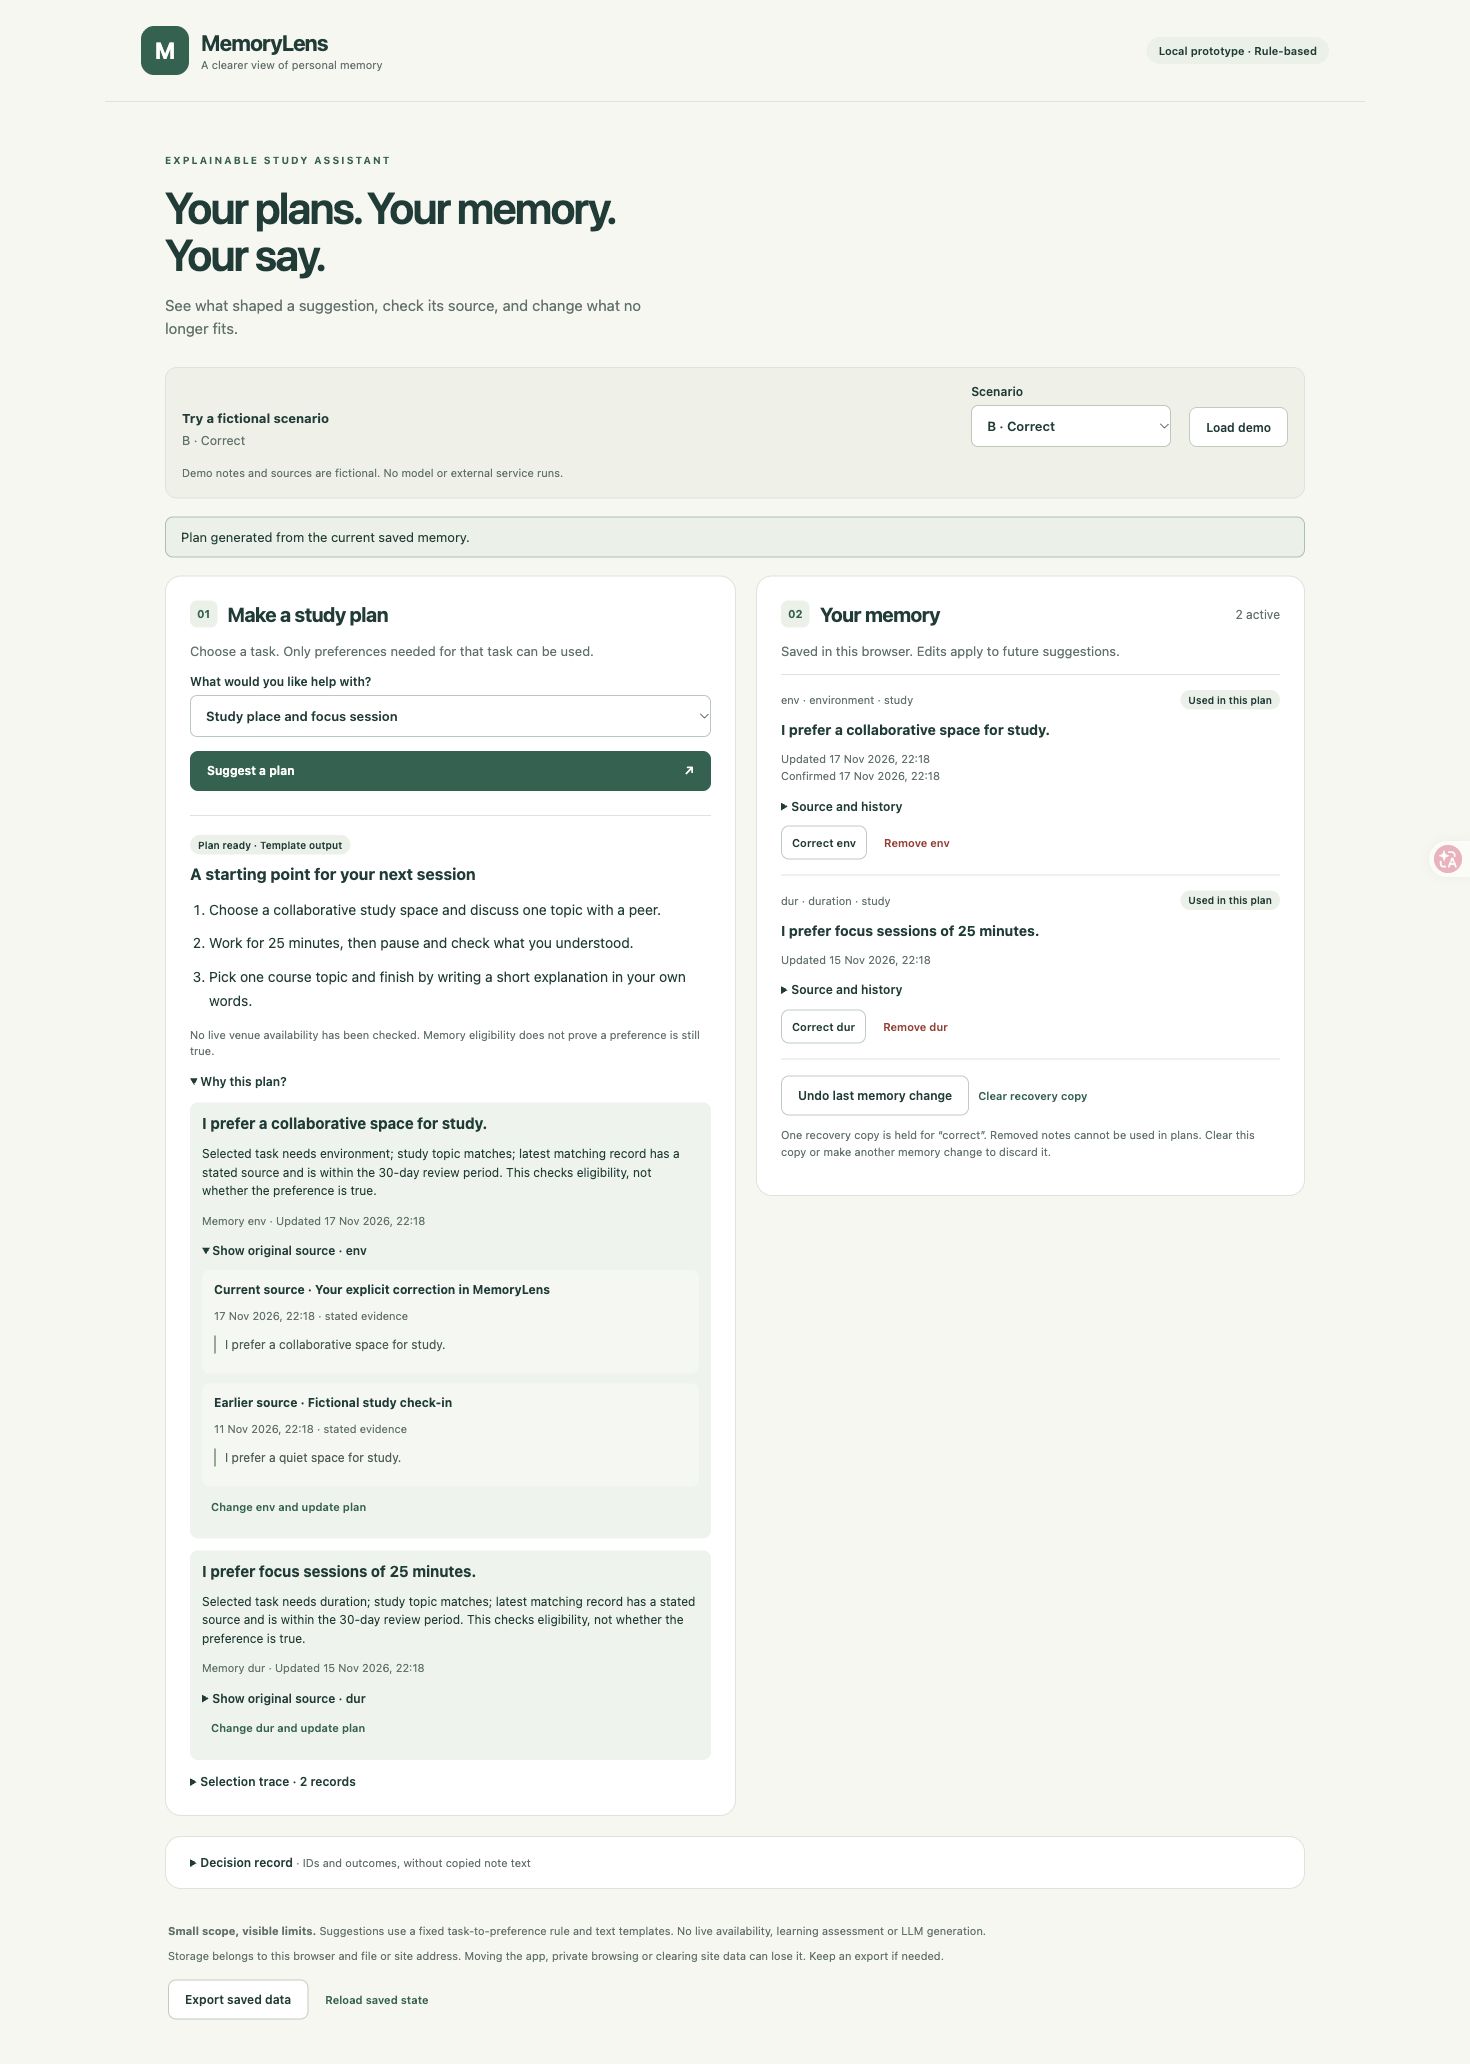 M
MemoryLens
A clearer view of personal memory
Local prototype · Rule-based
EXPLAINABLE STUDY ASSISTANT
Your plans. Your memory.
Your say.
See what shaped a suggestion, check its source, and change what no
longer fits.
Try a fictional scenario
B · Correct
Demo notes and sources are fictional. No model or external service runs.
Scenario
B · Correct
Load demo
Plan generated from the current saved memory.
01 Make a study plan
Choose a task. Only preferences needed for that task can be used.
What would you like help with?
Study place and focus session
Suggest a plan ↗
Plan ready · Template output
A starting point for your next session
1. Choose a collaborative study space and discuss one topic with a peer.
2. Work for 25 minutes, then pause and check what you understood.
3. Pick one course topic and finish by writing a short explanation in your own
words.
No live venue availability has been checked. Memory eligibility does not prove a preference is still
true.
▼ Why this plan?
I prefer a collaborative space for study.
Selected task needs environment; study topic matches; latest matching record has a
stated source and is within the 30-day review period. This checks eligibility, not
whether the preference is true.
Memory env · Updated 17 Nov 2026, 22:18
▼ Show original source · env
Current source · Your explicit correction in MemoryLens
17 Nov 2026, 22:18 · stated evidence
I prefer a collaborative space for study.
Earlier source · Fictional study check-in
11 Nov 2026, 22:18 · stated evidence
I prefer a quiet space for study.
Change env and update plan
I prefer focus sessions of 25 minutes.
Selected task needs duration; study topic matches; latest matching record has a stated
source and is within the 30-day review period. This checks eligibility, not whether the
preference is true.
Memory dur · Updated 15 Nov 2026, 22:18
▶ Show original source · dur
Change dur and update plan
▶ Selection trace · 2 records
02 Your memory
2 active
Saved in this browser. Edits apply to future suggestions.
env · environment · study
Used in this plan
I prefer a collaborative space for study.
Updated 17 Nov 2026, 22:18
Confirmed 17 Nov 2026, 22:18
▶ Source and history
Correct env
Remove env
dur · duration · study
Used in this plan
I prefer focus sessions of 25 minutes.
Updated 15 Nov 2026, 22:18
▶ Source and history
Correct dur
Remove dur
Undo last memory change
Clear recovery copy
One recovery copy is held for “correct”. Removed notes cannot be used in plans. Clear this
copy or make another memory change to discard it.
▶ Decision record · IDs and outcomes, without copied note text
Small scope, visible limits. Suggestions use a fixed task-to-preference rule and text templates. No live availability, learning assessment or LLM generation.
Storage belongs to this browser and file or site address. Moving the app, private browsing or clearing site data can lose it. Keep an export if needed.
Export saved data
Reload saved state